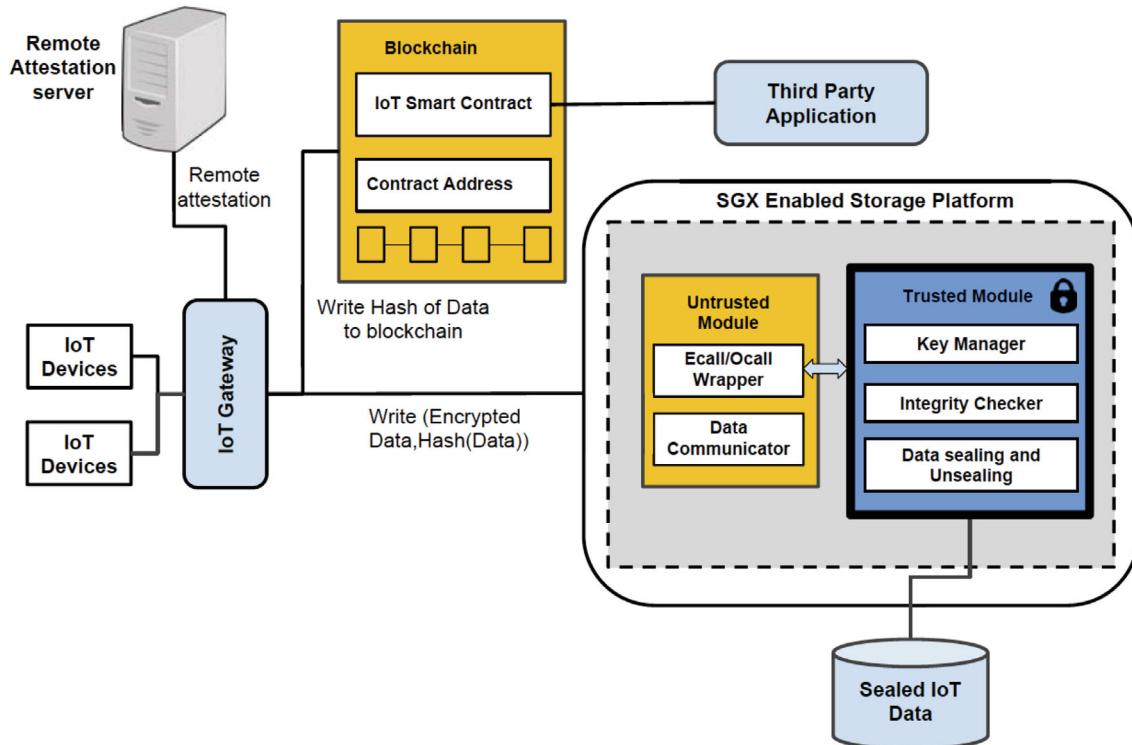 Remote
Attestation
server
Remote
attestation
Blockchain
IoT Smart Contract
Contract Address
Third Party
Application
Write Hash of Data
to blockchain
IoT
Devices
IoT
Devices
IoT Gateway
Write (Encrypted
Data,Hash(Data))
SGX Enabled Storage Platform
Untrusted
Module
Ecall/Ocall
Wrapper
Data
Communicator
Trusted Module
Key Manager
Integrity Checker
Data sealing and
Unsealing
Sealed IoT
Data